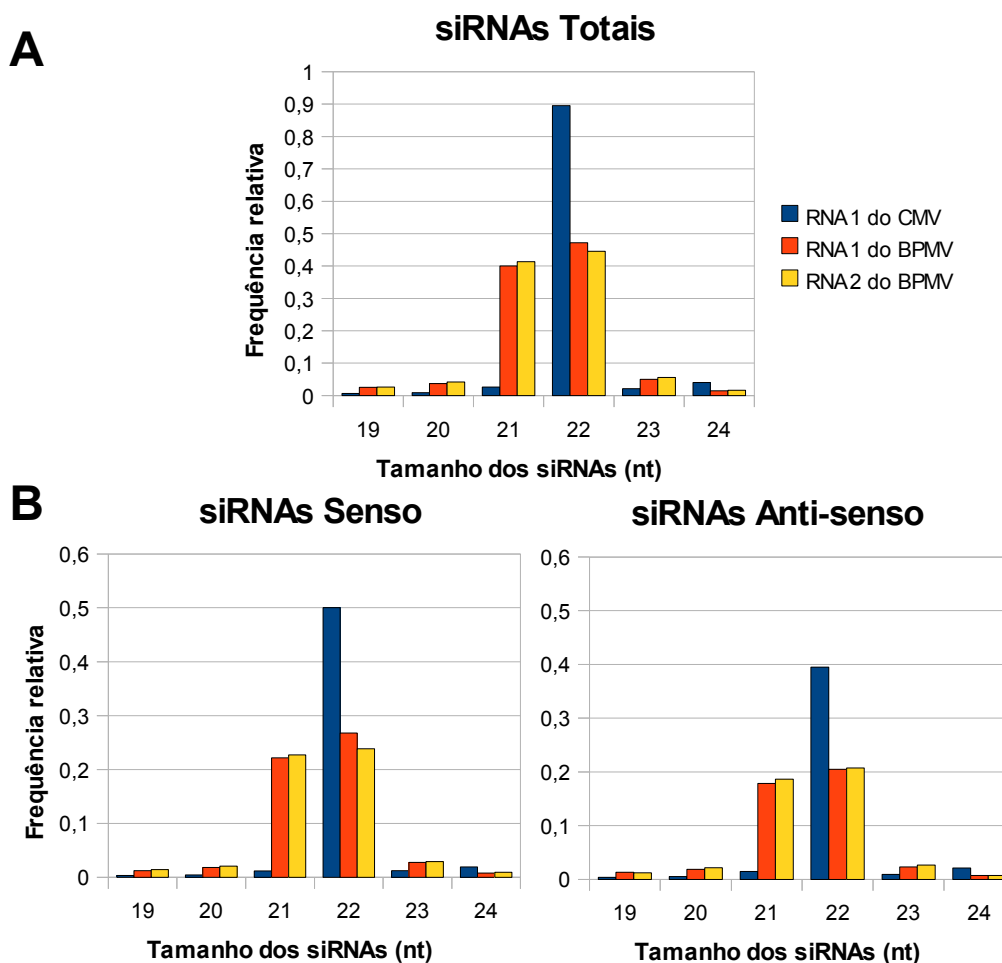 A
siRNAs Totais
Frequência relativa
1
0,9
0,8
0,7
0,6
0,5
0,4
0,3
0,2
0,1
0
19 20 21 22 23 24
Tamanho dos siRNAs (nt)
RNA1 do CMV
RNA1 do BPMV
RNA2 do BPMV
B
siRNAs Senso
Frequência relativa
0,6
0,5
0,4
0,3
0,2
0,1
0
19 20 21 22 23 24
Tamanho dos siRNAs (nt)
siRNAs Anti-senso
0,6
0,5
0,4
0,3
0,2
0,1
0
19 20 21 22 23 24
Tamanho dos siRNAs (nt)